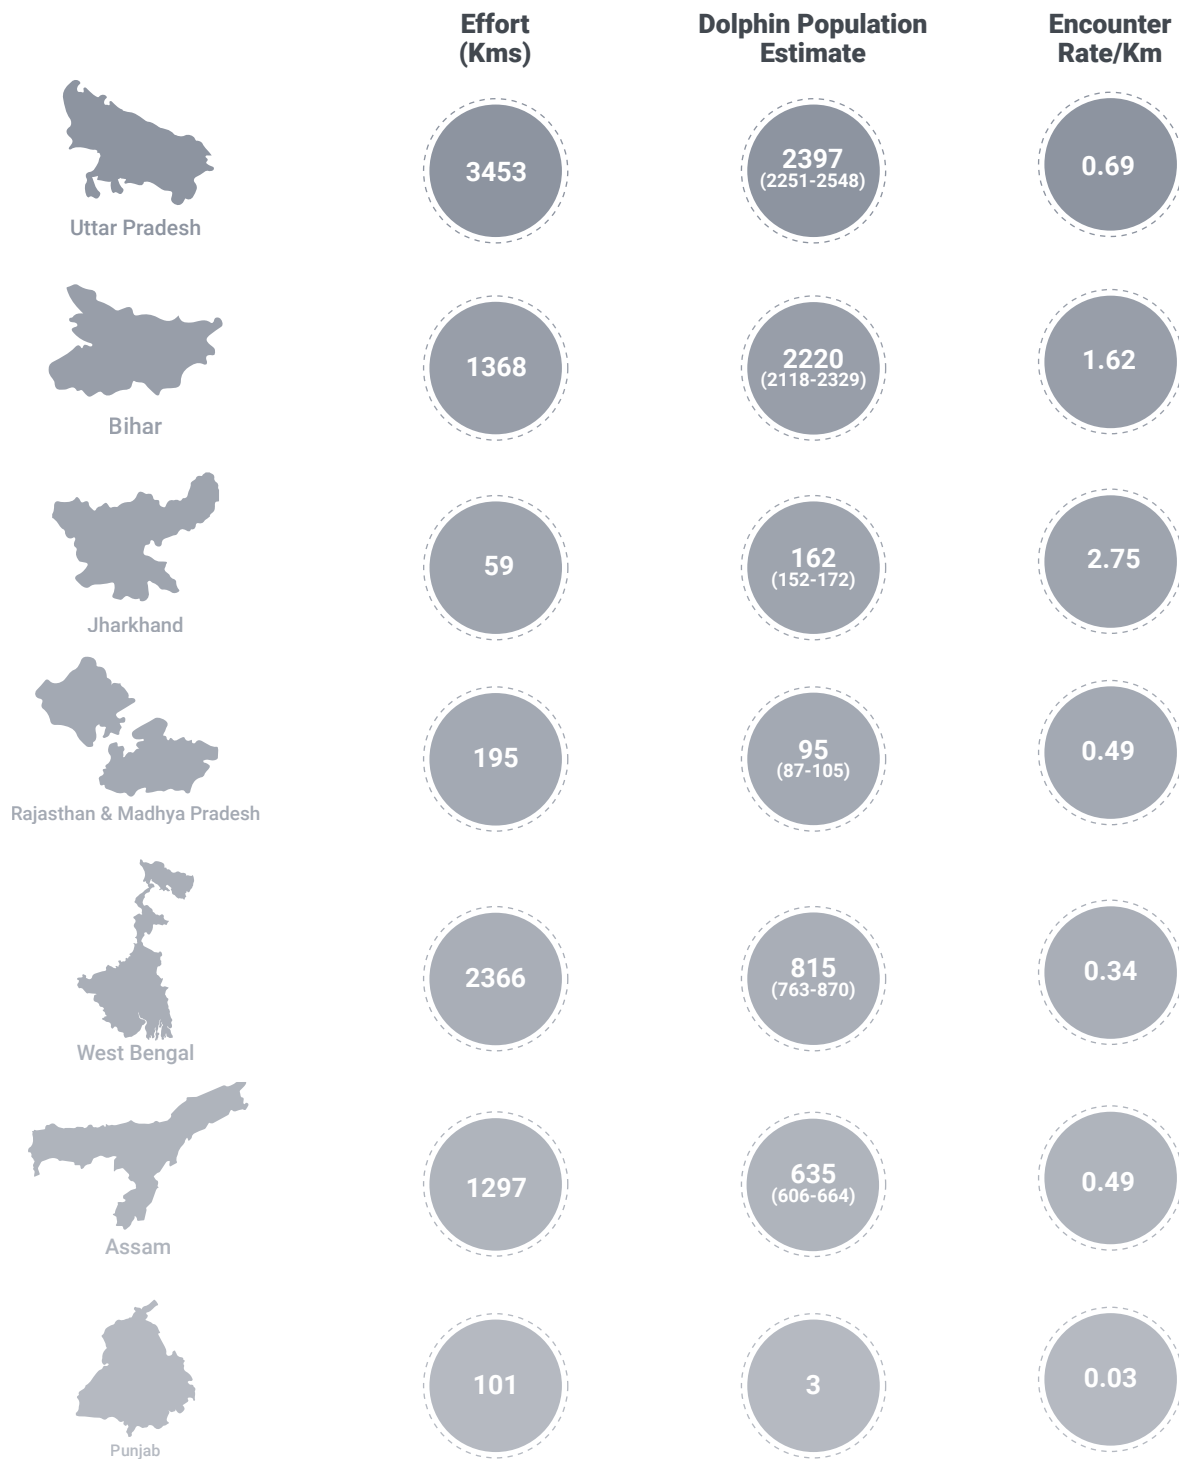 Effort
(Kms)
Dolphin Population
Estimate
Encounter
Rate/Km
Uttar Pradesh
3453
2397
(2251-2548)
0.69
Bihar
1368
2220
(2118-2329)
1.62
Jharkhand
59
162
(152-172)
2.75
Rajasthan & Madhya Pradesh
195
95
(87-105)
0.49
West Bengal
2366
815
(763-870)
0.34
Assam
1297
635
(606-664)
0.49
Punjab
101
3
0.03